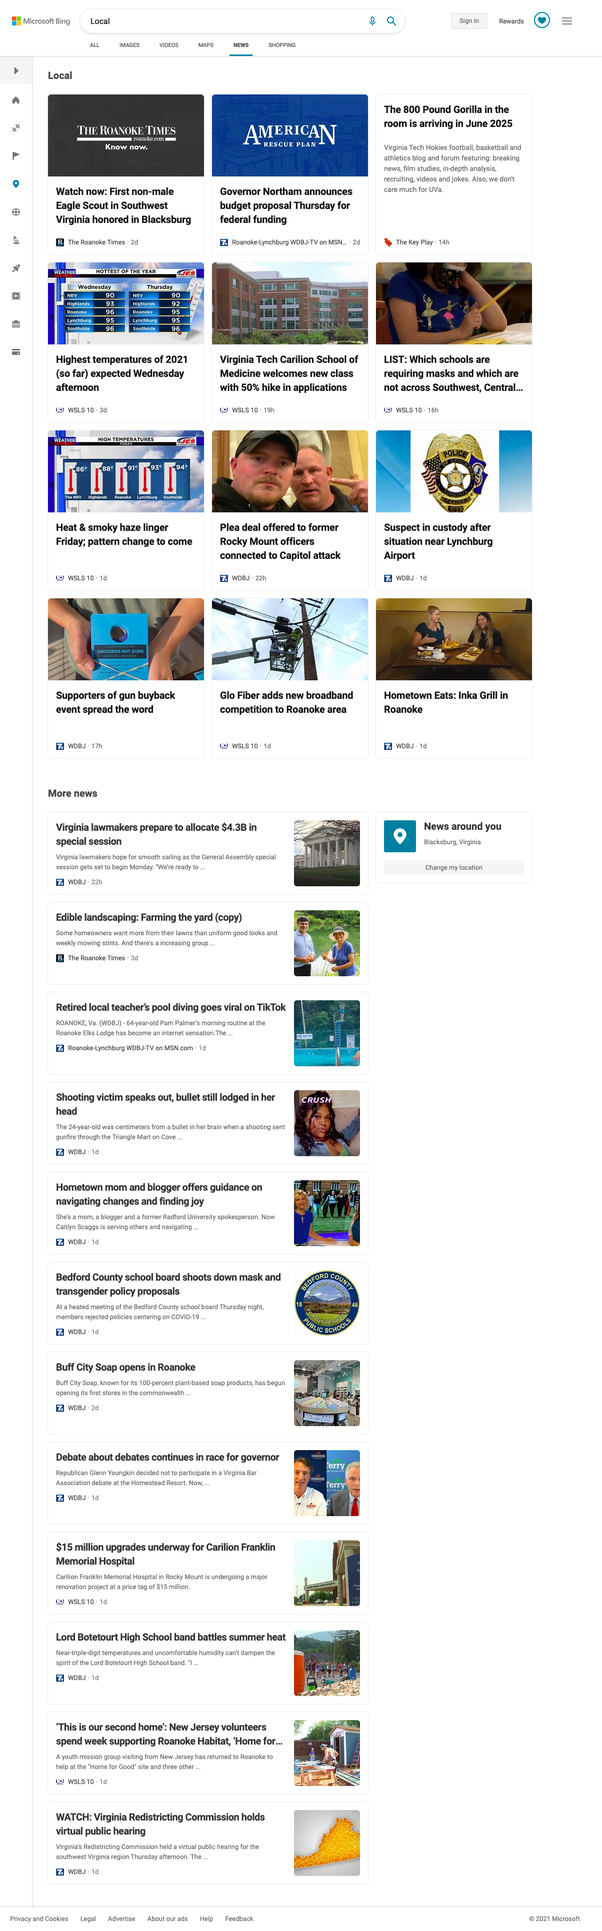 Microsoft Bing
Local
Sign in
Rewards
ALL
IMAGES
VIDEOS
MAPS
NEWS
SHOPPING
Local
THE ROANOKE TIMES
roanoke.com
Know now.
Watch now: First non-male
Eagle Scout in Southwest
Virginia honored in Blacksburg
The Roanoke Times · 2d
AMERICAN
RESCUE PLAN
Governor Northam announces
budget proposal Thursday for
federal funding
Roanoke-Lynchburg WDBJ-TV on MSN... · 2d
The 800 Pound Gorilla in the
room is arriving in June 2025
Virginia Tech Hokies football, basketball and
athletics blog and forum featuring: breaking
news, film studies, in-depth analysis,
recruiting, videos and jokes. Also, we don't
care much for UVa.
The Key Play · 14h
WEATHER
HOTTEST OF THE YEAR
JES
Wednesday
Thursday
NRV 90
NRV 90
Highlands 93
Highlands 92
Roanoke 96
Roanoke 95
Lynchburg 95
Lynchburg 95
Southside 96
Southside 96
Highest temperatures of 2021
(so far) expected Wednesday
afternoon
WSLS 10 · 3d
Virginia Tech Carilion School of
Medicine welcomes new class
with 50% hike in applications
WSLS 10 · 19h
LIST: Which schools are
requiring masks and which are
not across Southwest, Central...
WSLS 10 · 16h
WEATHER
HIGH TEMPERATURES
TODAY
JES
86° 88° 91° 93° 94°
The NRV Highlands Roanoke Lynchburg Southside
Heat & smoky haze linger
Friday; pattern change to come
WSLS 10 · 1d
Plea deal offered to former
Rocky Mount officers
connected to Capitol attack
WDBJ · 22h
POLICE
Suspect in custody after
situation near Lynchburg
Airport
WDBJ · 1d
GROCERIES NOT GUNS
Supporters of gun buyback
event spread the word
WDBJ · 17h
Glo Fiber adds new broadband
competition to Roanoke area
WSLS 10 · 1d
Hometown Eats: Inka Grill in
Roanoke
WDBJ · 1d
More news
Virginia lawmakers prepare to allocate $4.3B in
special session
Virginia lawmakers hope for smooth sailing as the General Assembly special
session gets set to begin Monday. "We're ready to ...
WDBJ · 22h
News around you
Blacksburg, Virginia
Change my location
Edible landscaping: Farming the yard (copy)
Some homeowners want more from their lawns than uniform good looks and
weekly mowing stints. And there's a increasing group ...
The Roanoke Times · 3d
Retired local teacher's pool diving goes viral on TikTok
ROANOKE, Va. (WDBJ) - 64-year-old Pam Palmer's morning routine at the
Roanoke Elks Lodge has become an internet sensation.The ...
Roanoke-Lynchburg WDBJ-TV on MSN.com · 1d
Shooting victim speaks out, bullet still lodged in her
head
The 24-year-old was centimeters from a bullet in her brain when a shooting sent
gunfire through the Triangle Mart on Cove ...
WDBJ · 1d
CRUSH
Hometown mom and blogger offers guidance on
navigating changes and finding joy
She's a mom, a blogger and a former Radford University spokesperson. Now
Caitlyn Scaggs is serving others and navigating ...
WDBJ · 1d
Bedford County school board shoots down mask and
transgender policy proposals
At a heated meeting of the Bedford County school board Thursday night,
members rejected policies centering on COVID-19 ...
WDBJ · 1d
BEDFORD COUNTY
18 46
PUBLIC SCHOOLS
Buff City Soap opens in Roanoke
Buff City Soap, known for its 100-percent plant-based soap products, has begun
opening its first stores in the commonwealth ...
WDBJ · 2d
Debate about debates continues in race for governor
Republican Glenn Youngkin decided not to participate in a Virginia Bar
Association debate at the Homestead Resort. Now, ...
WDBJ · 1d
Terry
$15 million upgrades underway for Carilion Franklin
Memorial Hospital
Carilion Franklin Memorial Hospital in Rocky Mount is undergoing a major
renovation project at a price tag of $15 million.
WSLS 10 · 1d
Lord Botetourt High School band battles summer heat
Near-triple-digit temperatures and uncomfortable humidity can't dampen the
spirit of the Lord Botetourt High School band. "I ...
WDBJ · 1d
'This is our second home': New Jersey volunteers
spend week supporting Roanoke Habitat, 'Home for...
A youth mission group visiting from New Jersey has returned to Roanoke to
help at the "Home for Good" site and three other ...
WSLS 10 · 1d
WATCH: Virginia Redistricting Commission holds
virtual public hearing
Virginia's Redistricting Commission held a virtual public hearing for the
southwest Virginia region Thursday afternoon. The ...
WDBJ · 1d
Privacy and Cookies
Legal
Advertise
About our ads
Help
Feedback
© 2021 Microsoft